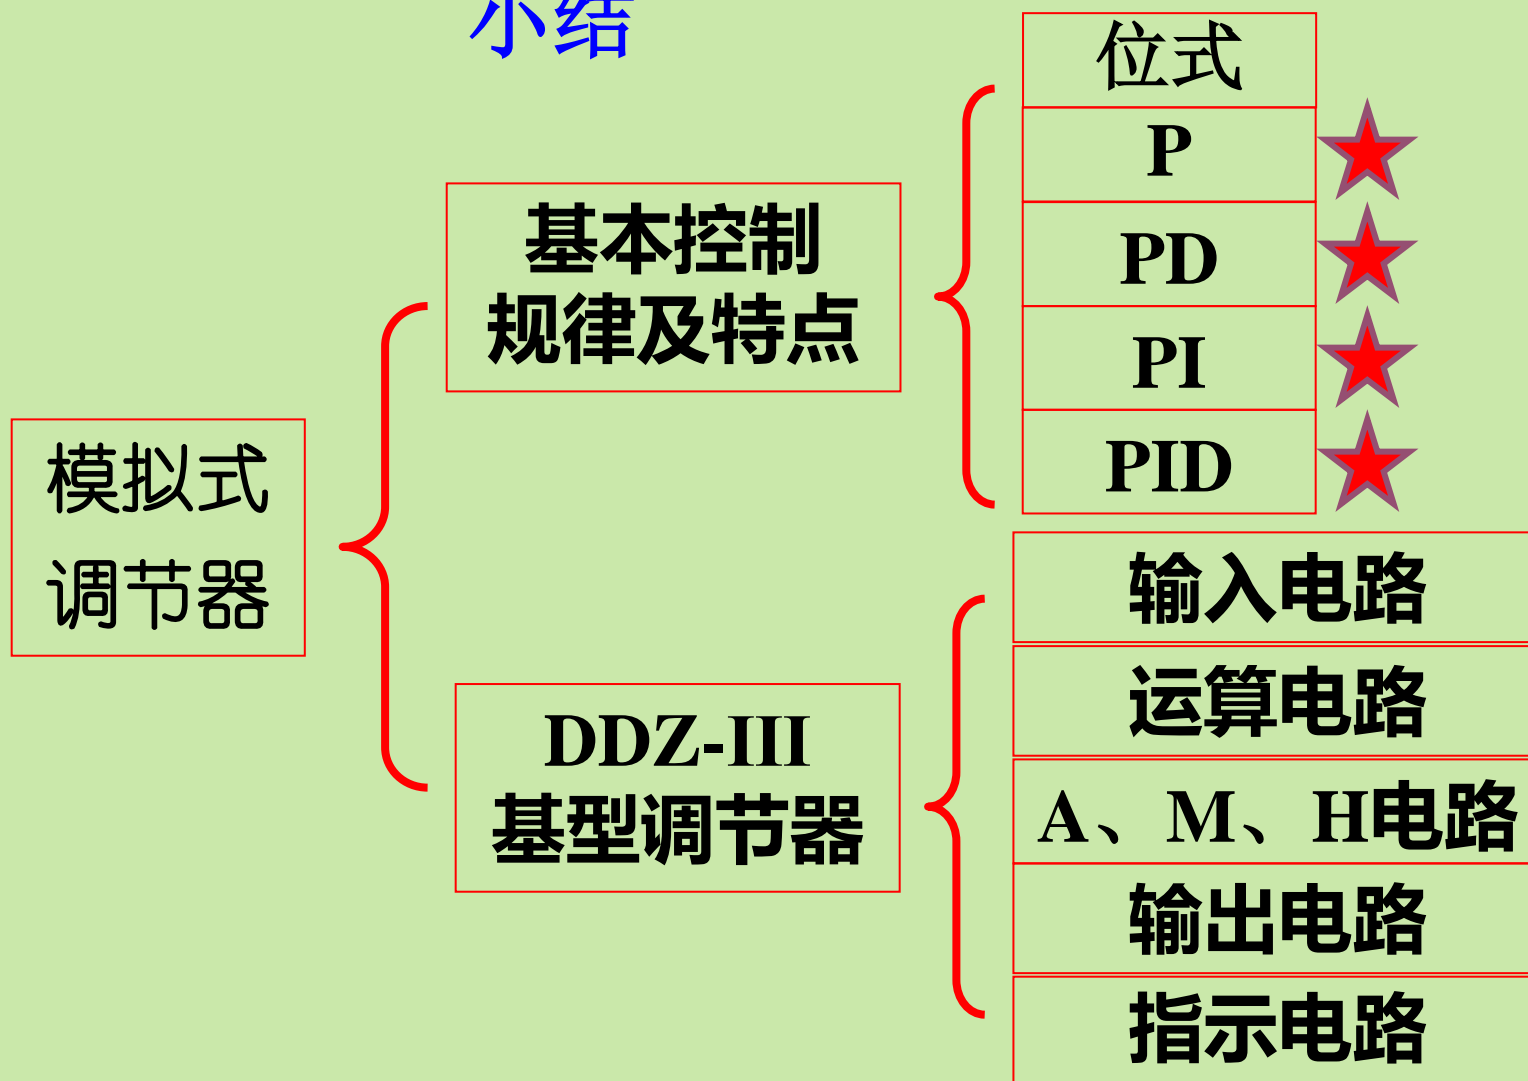 小结
位式
P
PD
PI
PID
基本控制
规律及特点
模拟式
调节器
DDZ-III
基型调节器
输入电路
运算电路
A、M、H电路
输出电路
指示电路